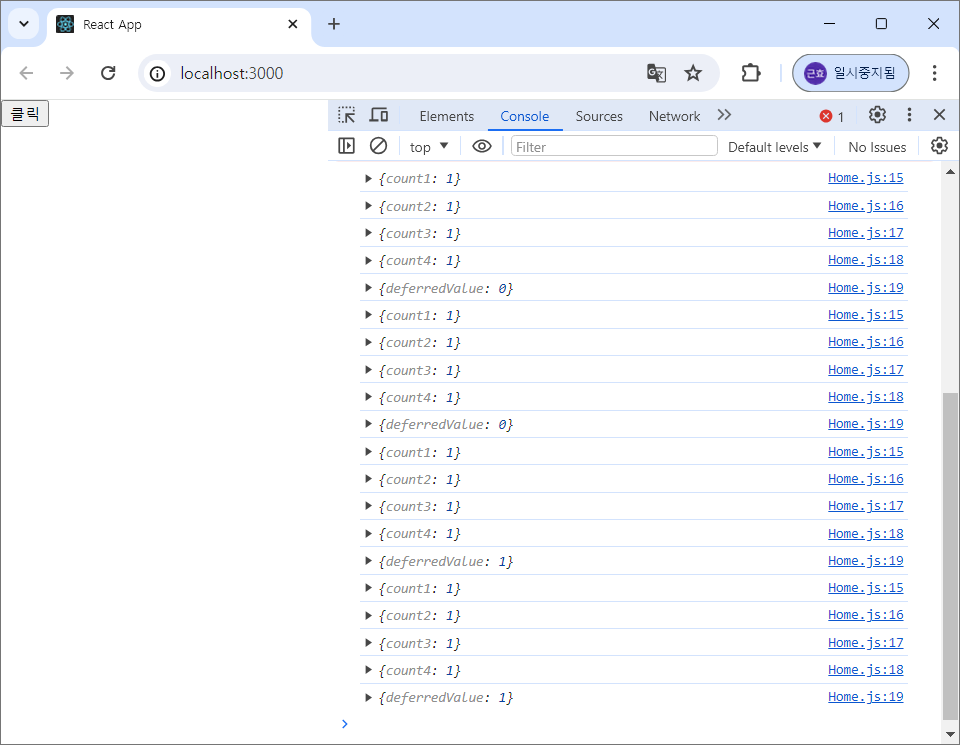 React App
localhost:3000
근효 일시중지됨
클릭
Elements Console Sources Network 1
top Filter Default levels No Issues
{count1: 1} Home.js:15
{count2: 1} Home.js:16
{count3: 1} Home.js:17
{count4: 1} Home.js:18
{deferredValue: 0} Home.js:19
{count1: 1} Home.js:15
{count2: 1} Home.js:16
{count3: 1} Home.js:17
{count4: 1} Home.js:18
{deferredValue: 0} Home.js:19
{count1: 1} Home.js:15
{count2: 1} Home.js:16
{count3: 1} Home.js:17
{count4: 1} Home.js:18
{deferredValue: 1} Home.js:19
{count1: 1} Home.js:15
{count2: 1} Home.js:16
{count3: 1} Home.js:17
{count4: 1} Home.js:18
{deferredValue: 1} Home.js:19